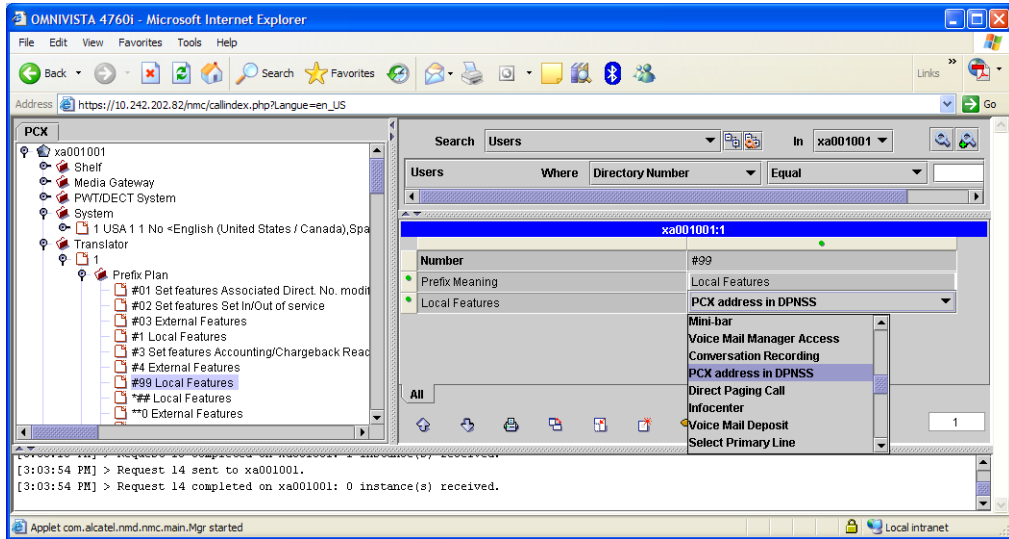 OMNIVISTA 4760i - Microsoft Internet Explorer
File Edit View Favorites Tools Help
Back Search Favorites Links »
Address https://10.242.202.82/nmc/callindex.php?Langue=en_US Go
PCX
xa001001
Shelf
Media Gateway
PWT/DECT System
System
1 USA 1 1 No <English (United States / Canada),Spa
Translator
1
Prefix Plan
#01 Set features Associated Direct. No. modit
#02 Set features Set In/Out of service
#03 External Features
#1 Local Features
#3 Set features Accounting/Chargeback Reac
#4 External Features
#99 Local Features
*## Local Features
**0 External Features
Search Users In xa001001
Users Where Directory Number Equal
xa001001:1
Number #99
Prefix Meaning Local Features
Local Features PCX address in DPNSS
Mini-bar
Voice Mail Manager Access
Conversation Recording
PCX address in DPNSS
Direct Paging Call
Infocenter
Voice Mail Deposit
Select Primary Line
All
1
[3:03:54 PM] > Request 14 sent to xa001001.
[3:03:54 PM] > Request 14 completed on xa001001: 0 instance(s) received.
Applet com.alcatel.nmd.nmc.main.Mgr started Local intranet